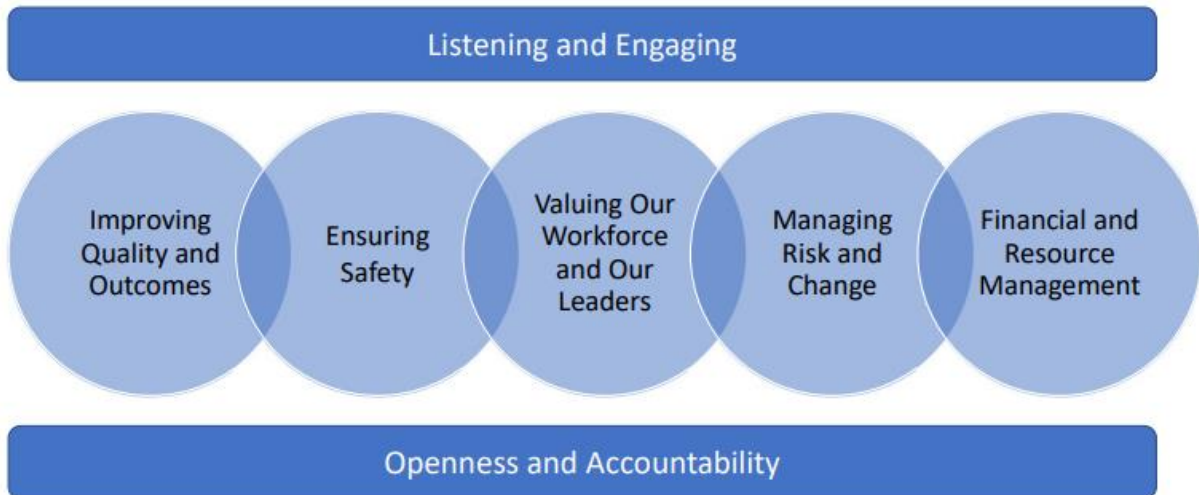 Listening and Engaging
Improving
Quality and
Outcomes
Ensuring
Safety
Valuing Our
Workforce
and Our
Leaders
Managing
Risk and
Change
Financial and
Resource
Management
Openness and Accountability